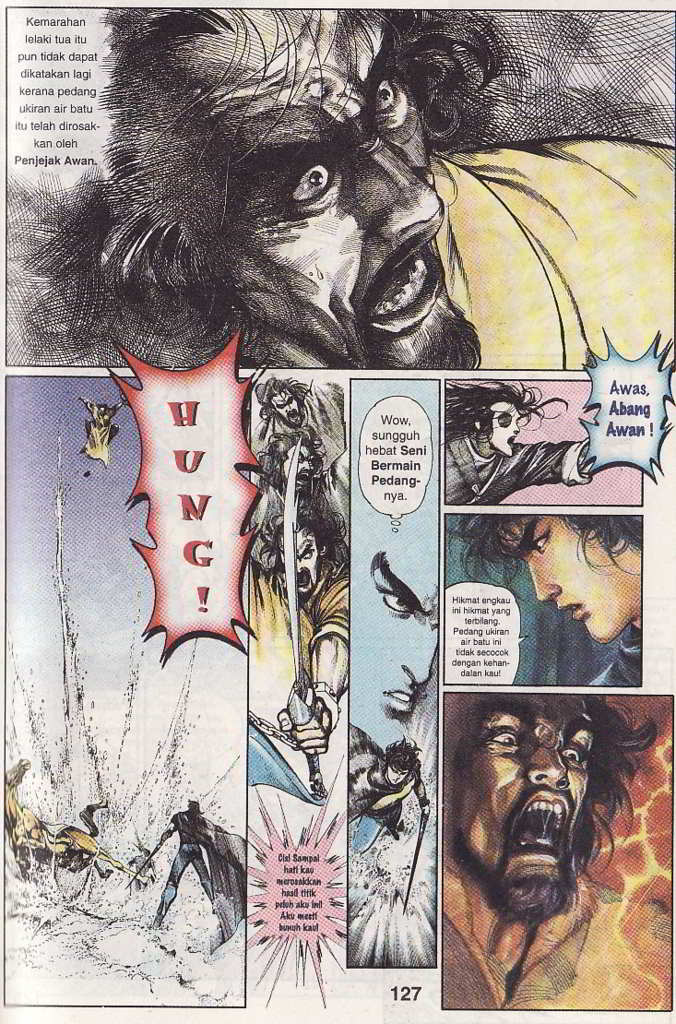 Kemarahan
lelaki tua itu
pun tidak dapat
dikatakan lagi
kerana pedang
ukiran air batu
itu telah dirosak-
kan oleh
Penjejak Awan.
HUNG!
Wow,
sungguh
hebat Seni
Bermain
Pedang-
nya.
Awas,
Abang
Awan !
Hikmat engkau
ini hikmat yang
terbilang.
Pedang ukiran
air batu ini
tidak secocok
dengan kehan-
dalan kau!
Cis! Sampai
hati kau
merosakkan
hasil titik
peluh aku ini!
Aku mesti
bunuh kau!
127